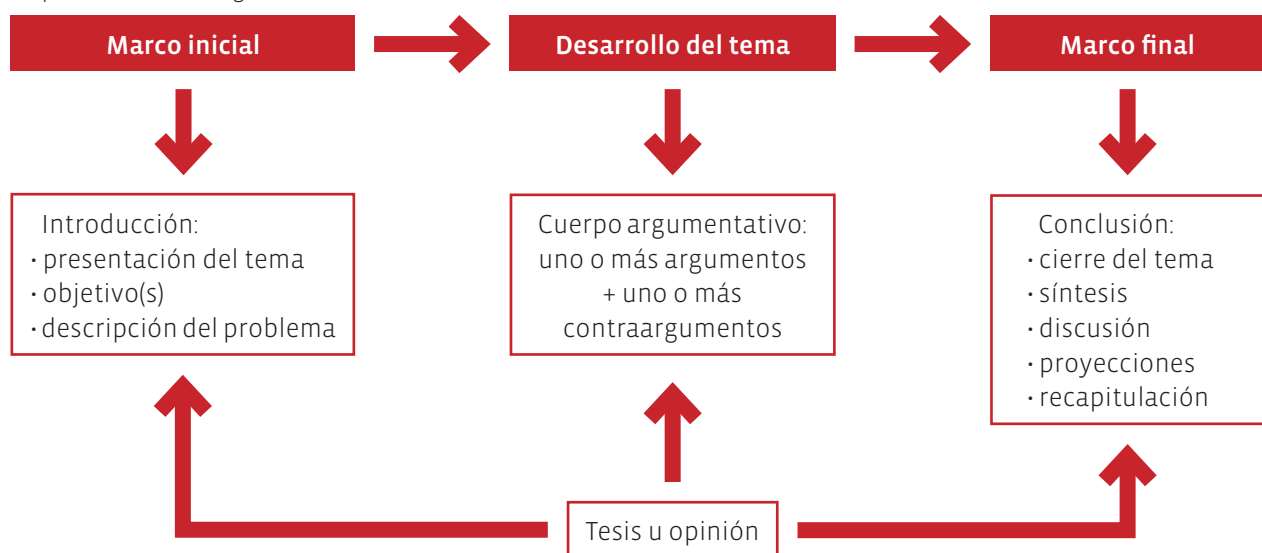 Marco inicial
Desarrollo del tema
Marco final
Introducción:
· presentación del tema
· objetivo(s)
· descripción del problema
Cuerpo argumentativo:
uno o más argumentos
+ uno o más
contraargumentos
Conclusión:
· cierre del tema
· síntesis
· discusión
· proyecciones
· recapitulación
Tesis u opinión